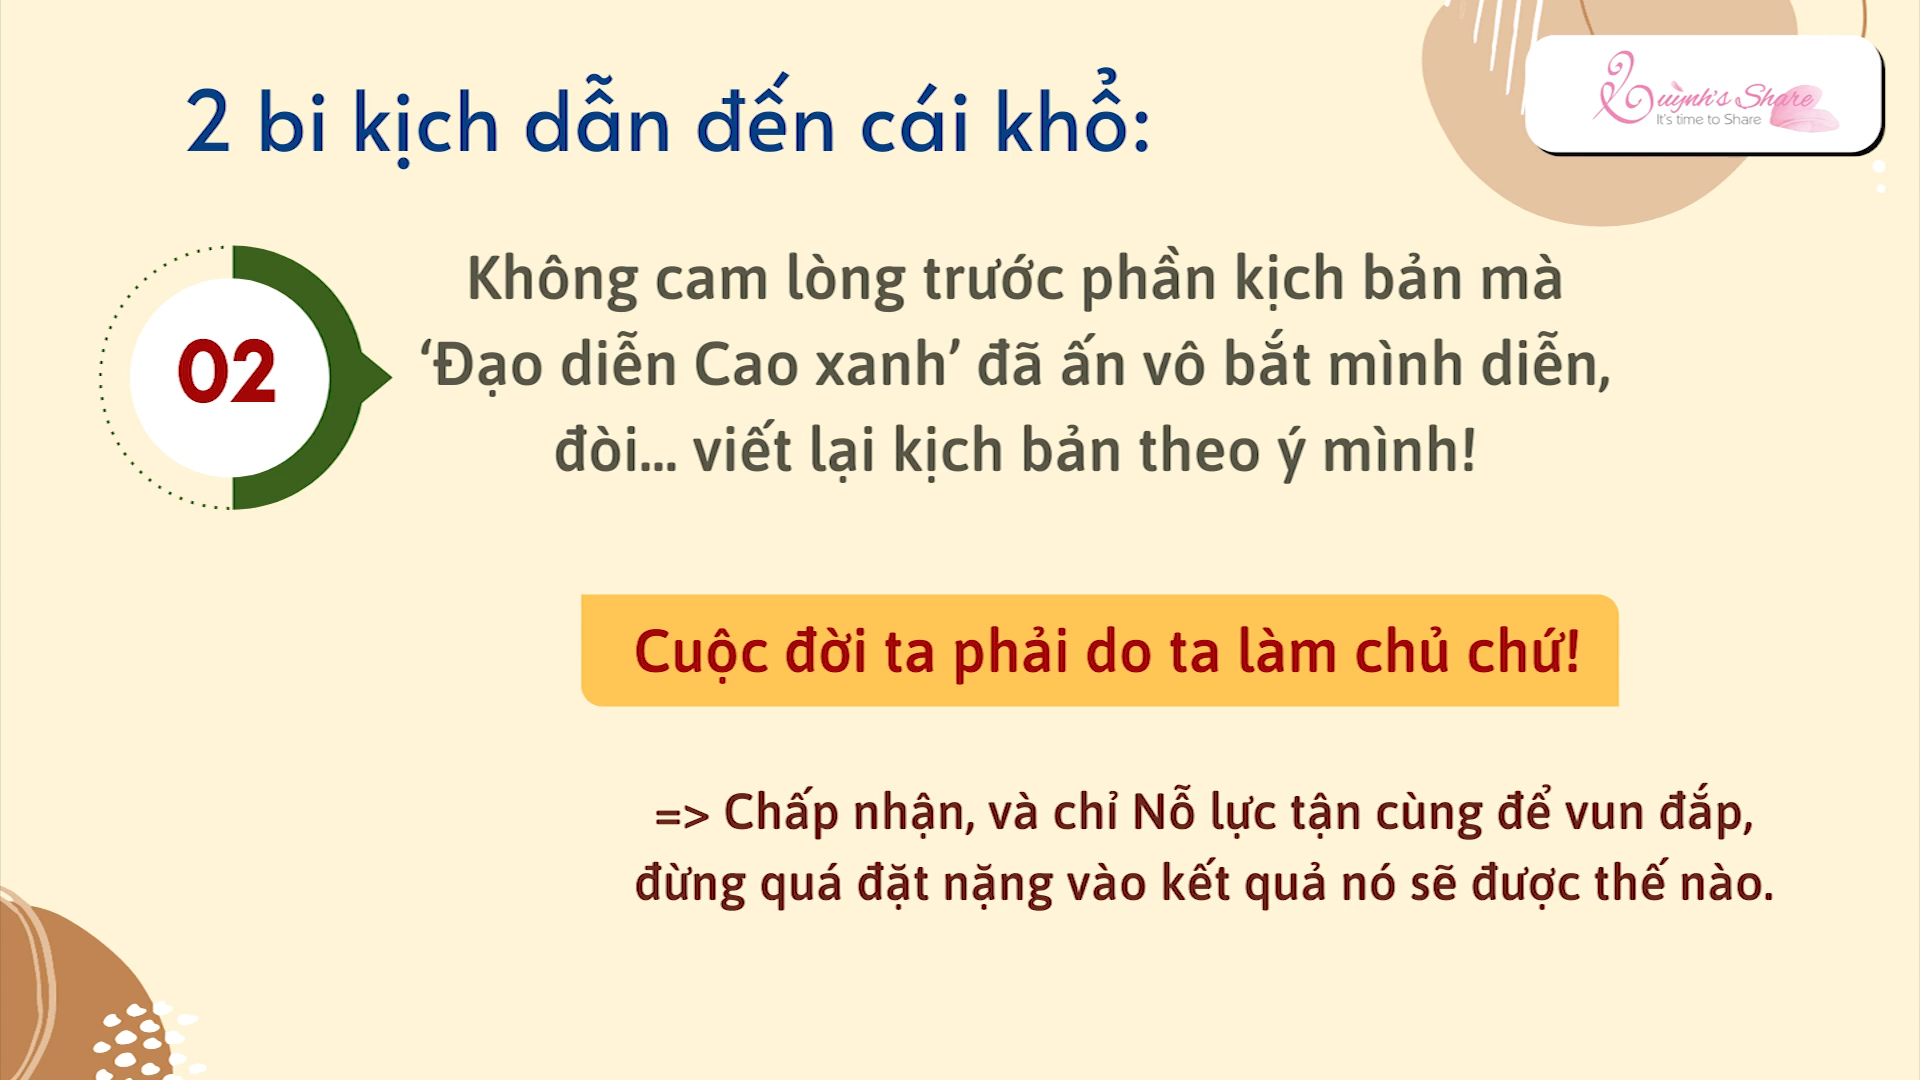 2 bi kịch dẫn đến cái khổ:
Quỳnh's Share
It's time to Share
02
Không cam lòng trước phần kịch bản mà
‘Đạo diễn Cao xanh’ đã ấn vô bắt mình diễn,
đòi... viết lại kịch bản theo ý mình!
Cuộc đời ta phải do ta làm chủ chứ!
=> Chấp nhận, và chỉ Nỗ lực tận cùng để vun đắp,
đừng quá đặt nặng vào kết quả nó sẽ được thế nào.